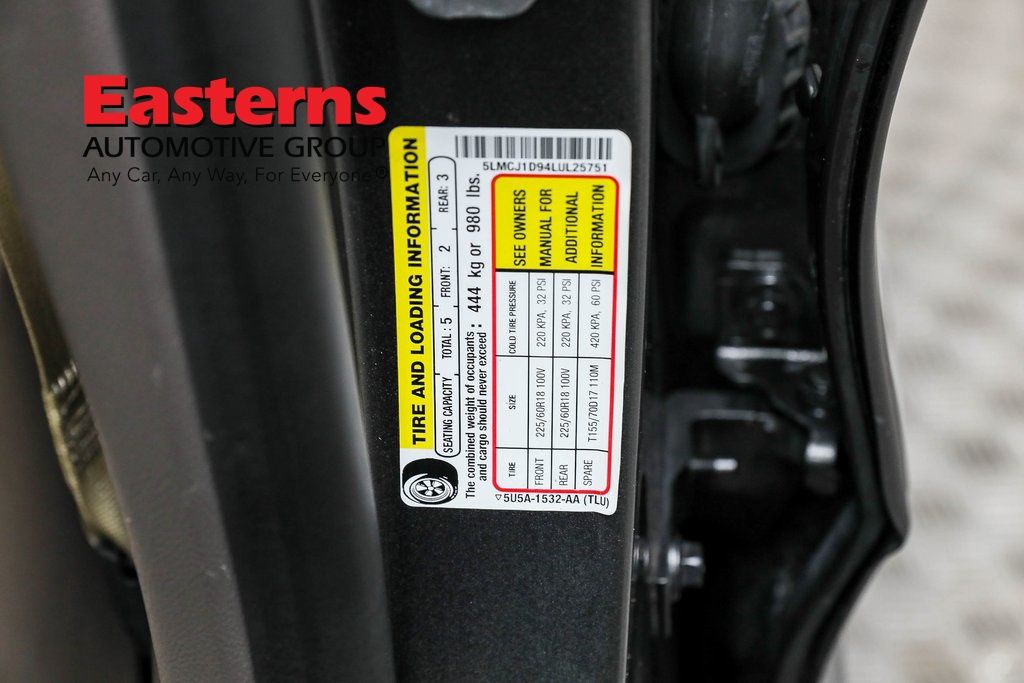 Easterns
AUTOMOTIVE GROUP
Any Car, Any Way, For Everyone®
5LMCJ1D94LUL25751
TIRE AND LOADING INFORMATION
SEATING CAPACITY TOTAL: 5 FRONT: 2 REAR: 3
The combined weight of occupants
and cargo should never exceed: 444 kg or 980 lbs.
TIRE SIZE COLD TIRE PRESSURE
FRONT 225/60R18 100V 220 KPA, 32 PSI
REAR 225/60R18 100V 220 KPA, 32 PSI
SPARE T155/70D17 110M 420 KPA, 60 PSI
SEE OWNERS
MANUAL FOR
ADDITIONAL
INFORMATION
5U5A-1532-AA (TLU)